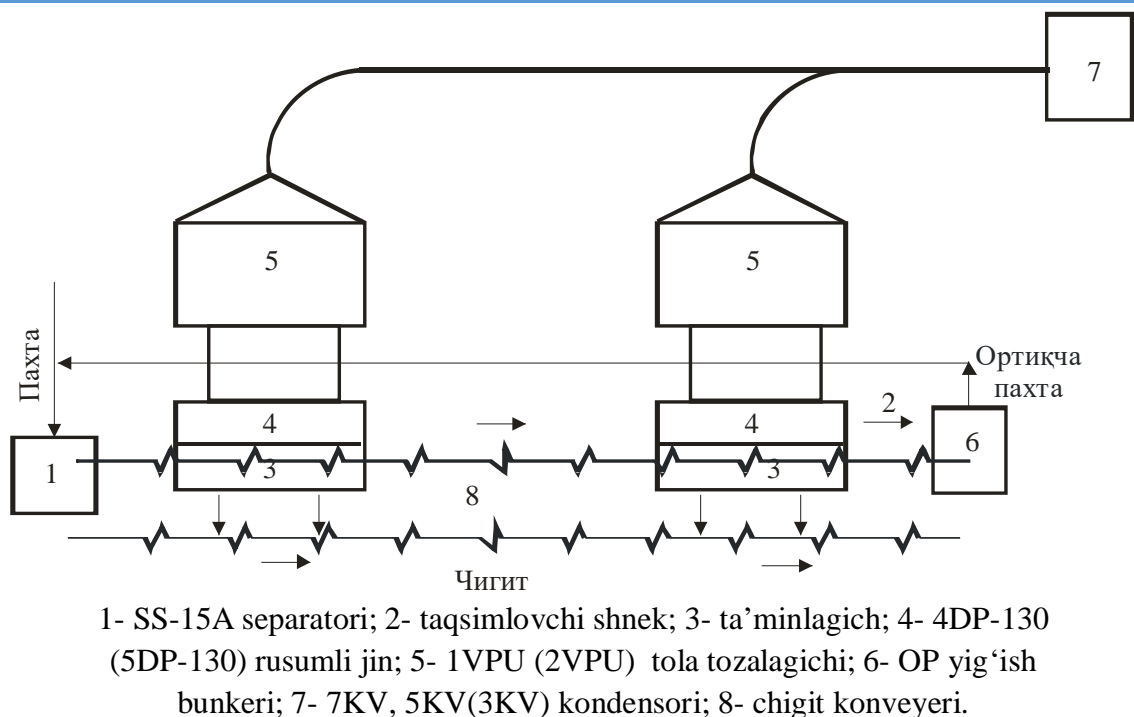 7
5
5
Пахта
Ортиқча
пахта
2
4
4
6
1
3
3
8
Чигит
1- SS-15A separatori; 2- taqsimlovchi shnek; 3- ta’minlagich; 4- 4DP-130
(5DP-130) rusumli jin; 5- 1VPU (2VPU) tola tozalagichi; 6- OP yig‘ish
bunkeri; 7- 7KV, 5KV(3KV) kondensori; 8- chigit konveyeri.